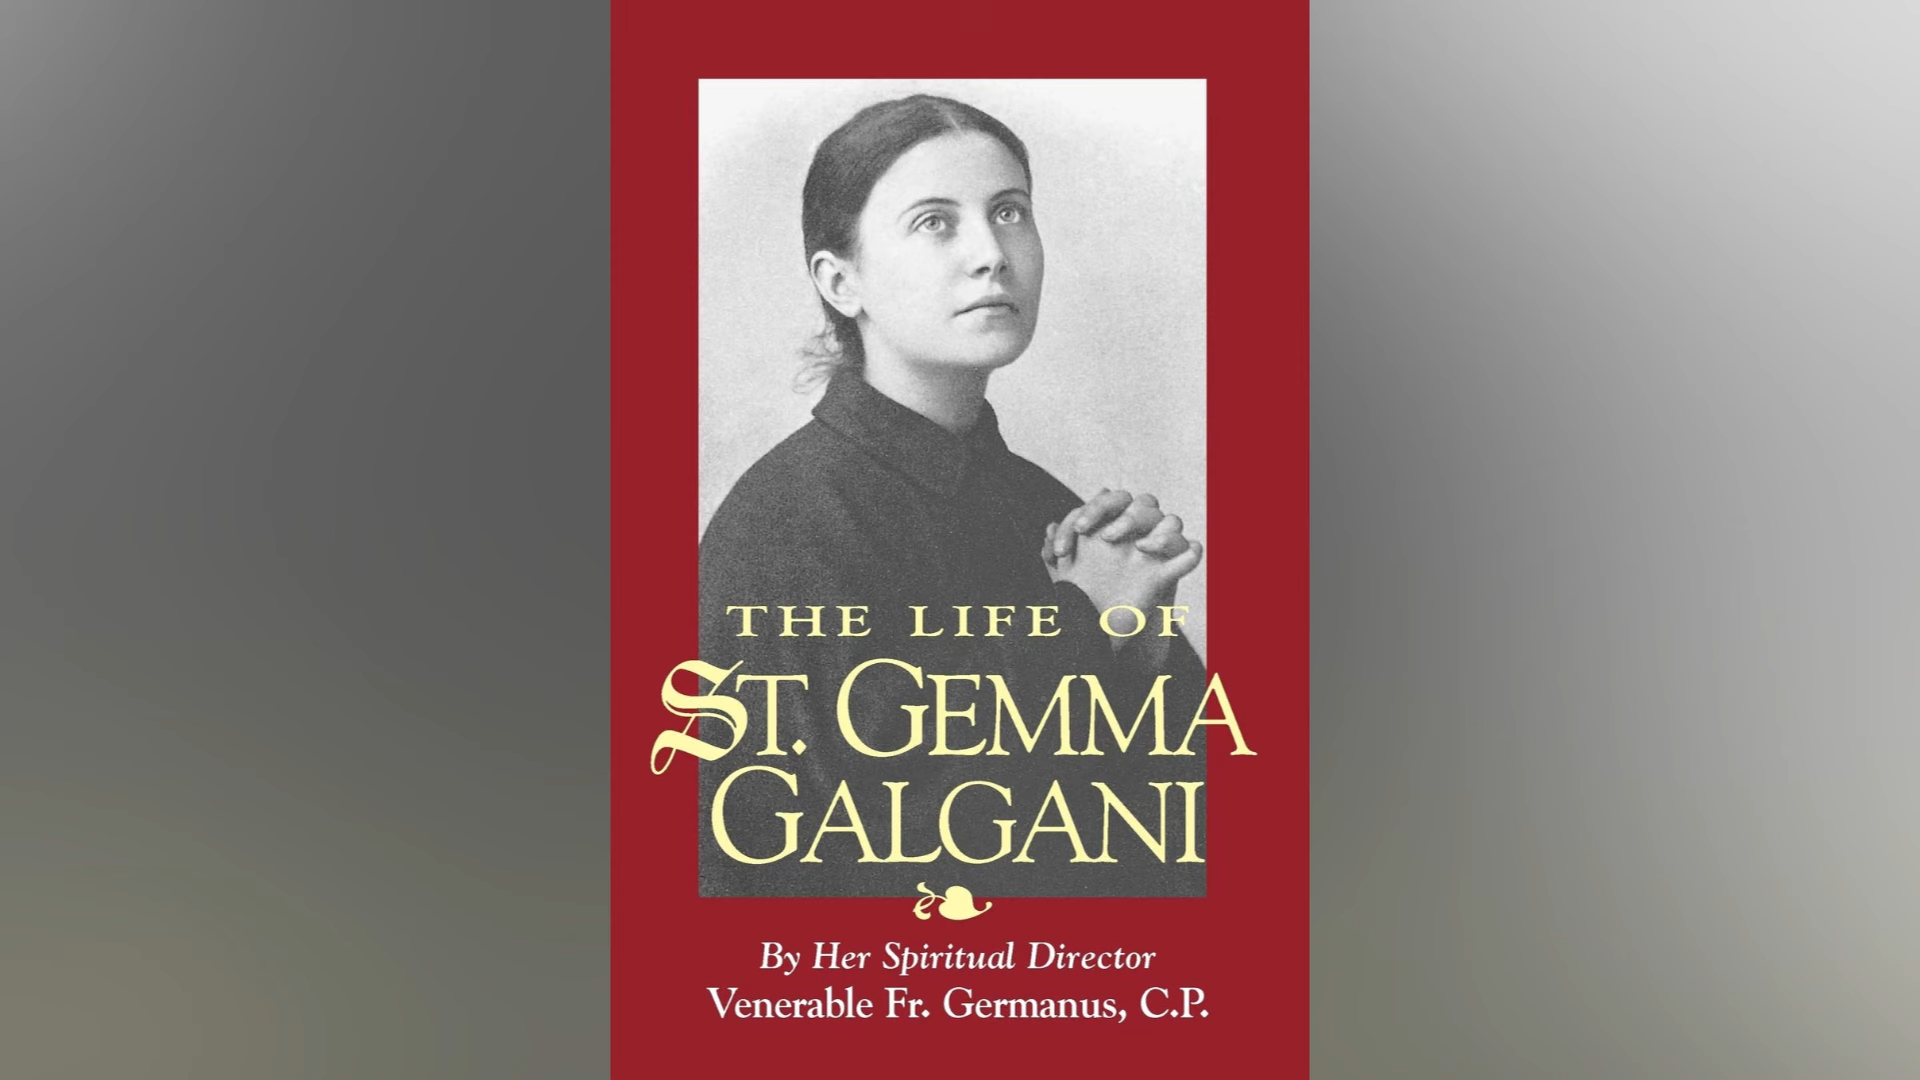 THE LIFE OF
ST. GEMMA
GALGANI
By Her Spiritual Director
Venerable Fr. Germanus, C.P.